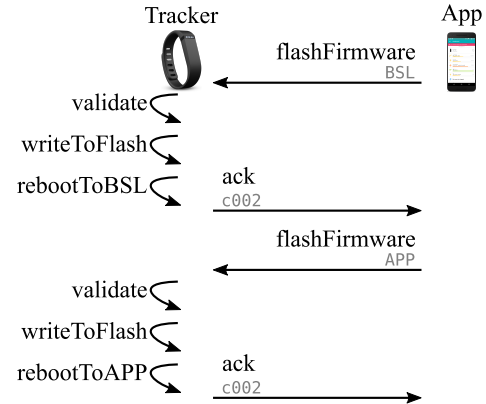 Tracker
App
flashFirmware
BSL
validate
writeToFlash
rebootToBSL
ack
c002
flashFirmware
APP
validate
writeToFlash
rebootToAPP
ack
c002